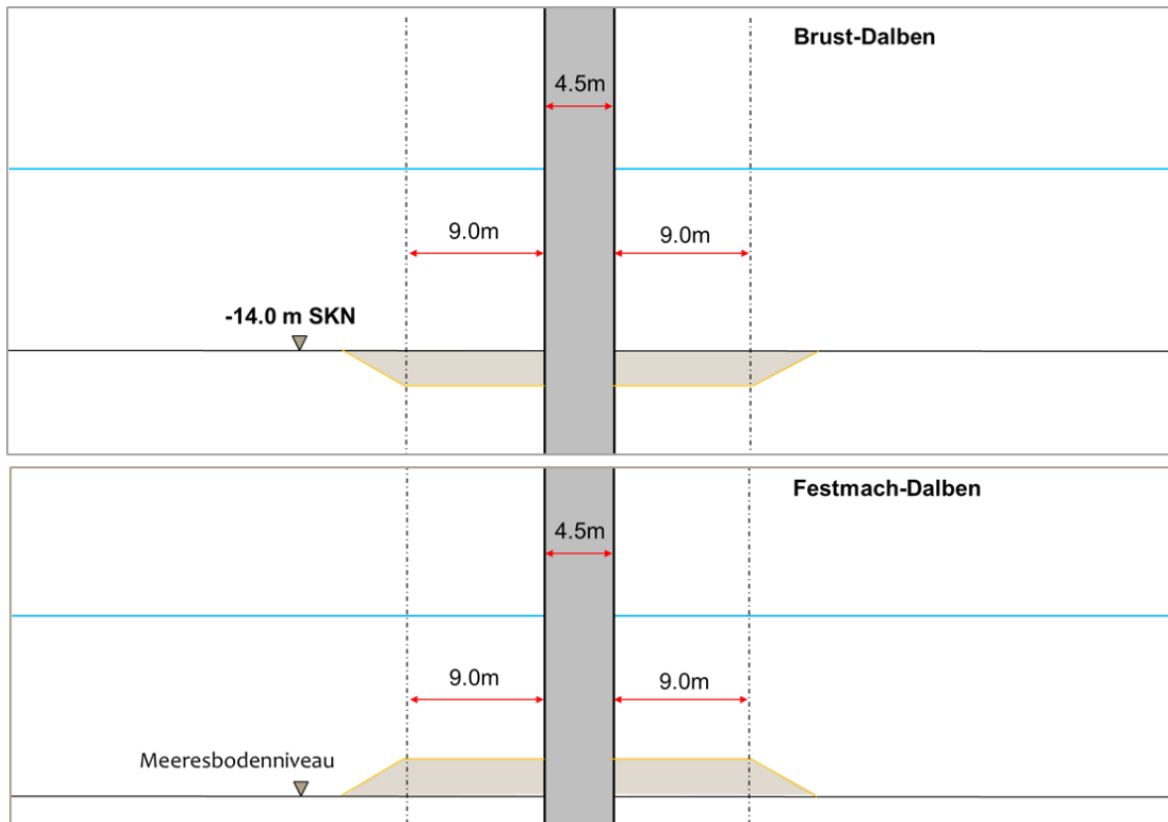 Brust-Dalben
4.5m
9.0m
9.0m
-14.0 m SKN
Festmach-Dalben
4.5m
9.0m
9.0m
Meeresbodenniveau